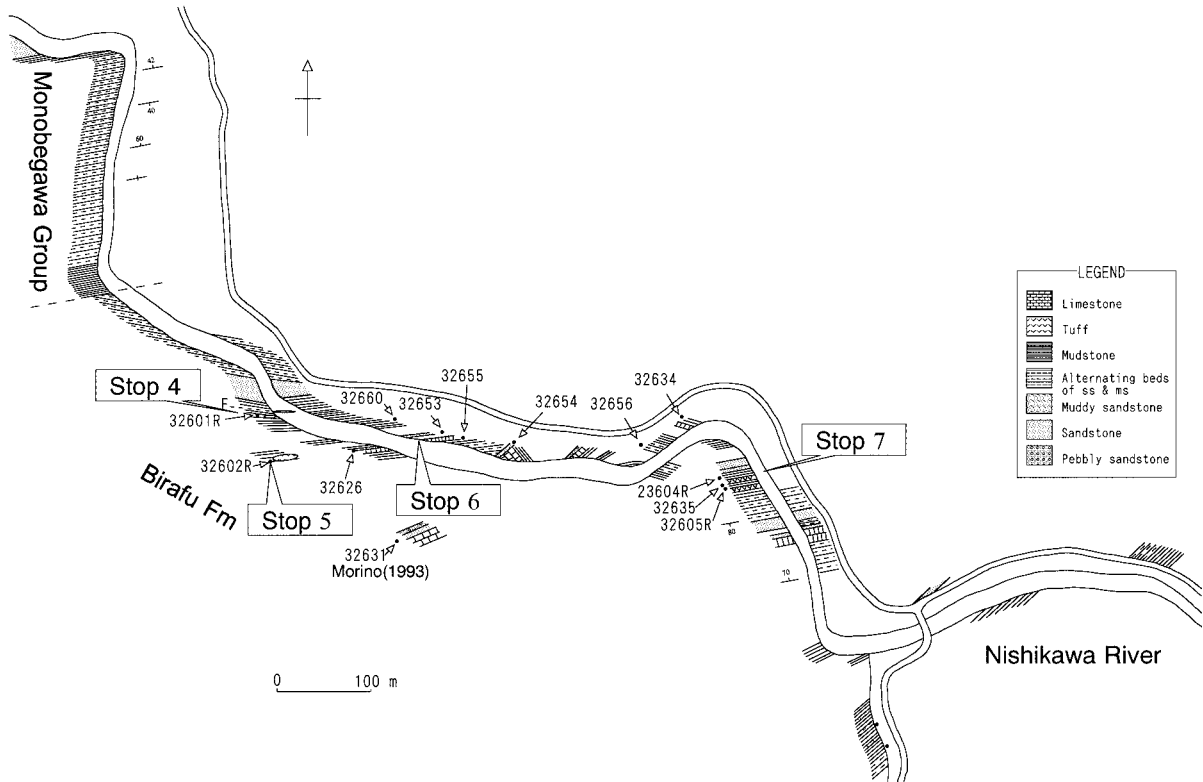 Monobegawa Group
42
40
60
Stop 4
F
32601R
32602R
Stop 5
Birafu Fm
32660
32653
32655
32654
32656
32634
32626
Stop 6
32631
Morino(1993)
Stop 7
23604R
32635
32605R
80
70
Nishikawa River
0 100 m
LEGEND
Limestone
Tuff
Mudstone
Alternating beds
of ss & ms
Muddy sandstone
Sandstone
Pebbly sandstone